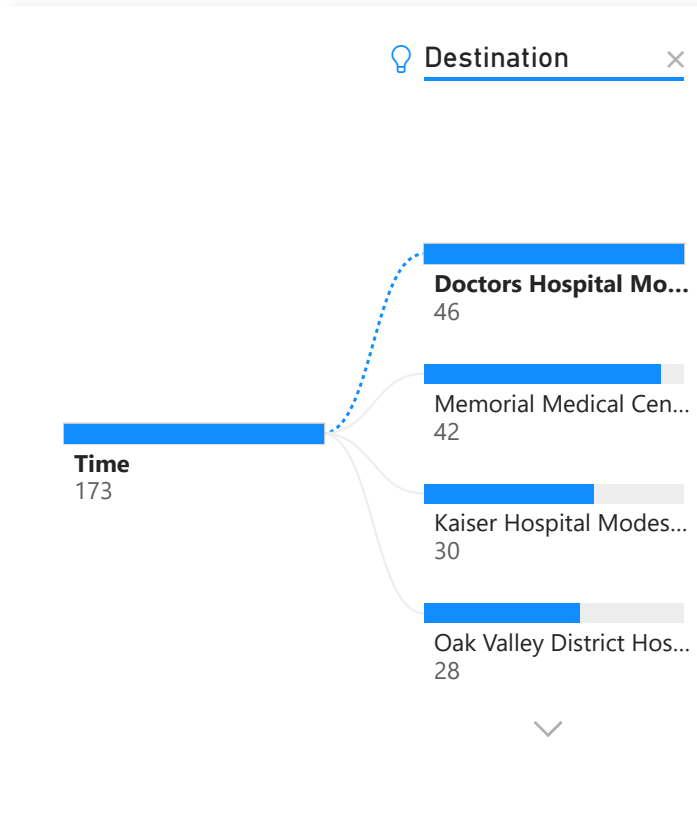 Destination
Doctors Hospital Mo...
46
Memorial Medical Cen...
42
Time
173
Kaiser Hospital Modes...
30
Oak Valley District Hos...
28